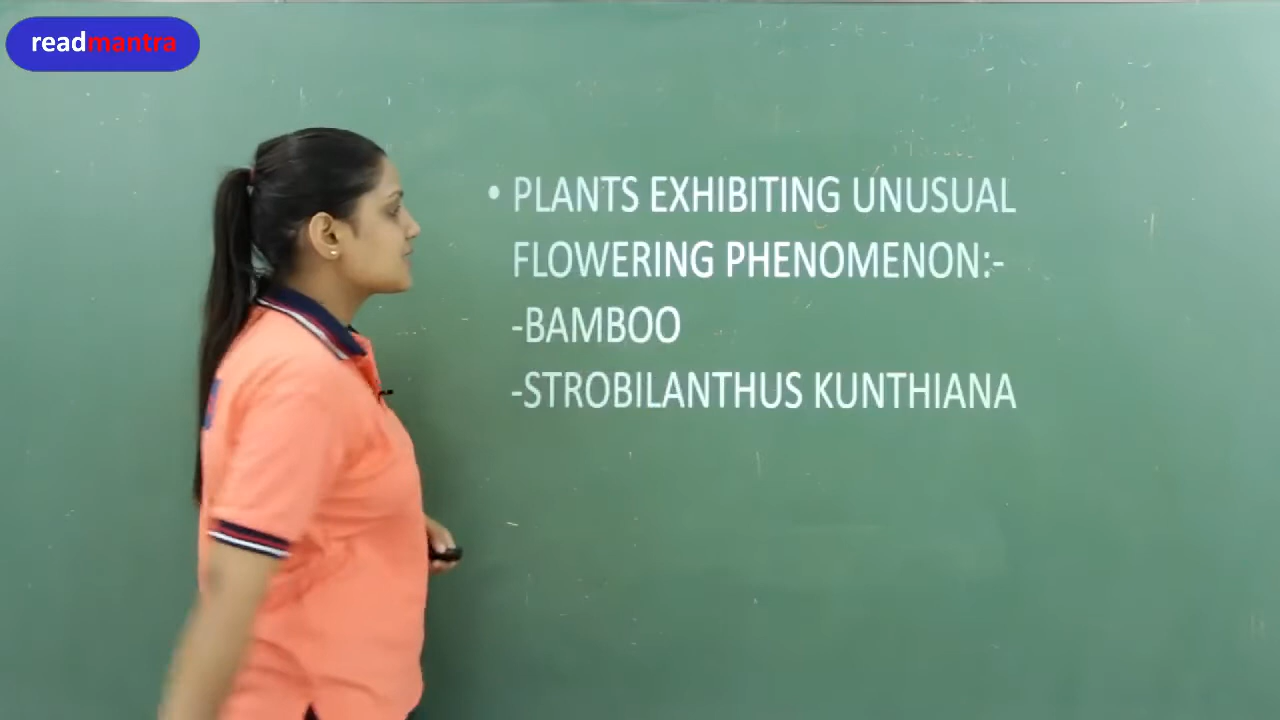 readmantra
• PLANTS EXHIBITING UNUSUAL
FLOWERING PHENOMENON:-
-BAMBOO
-STROBILANTHUS KUNTHIANA